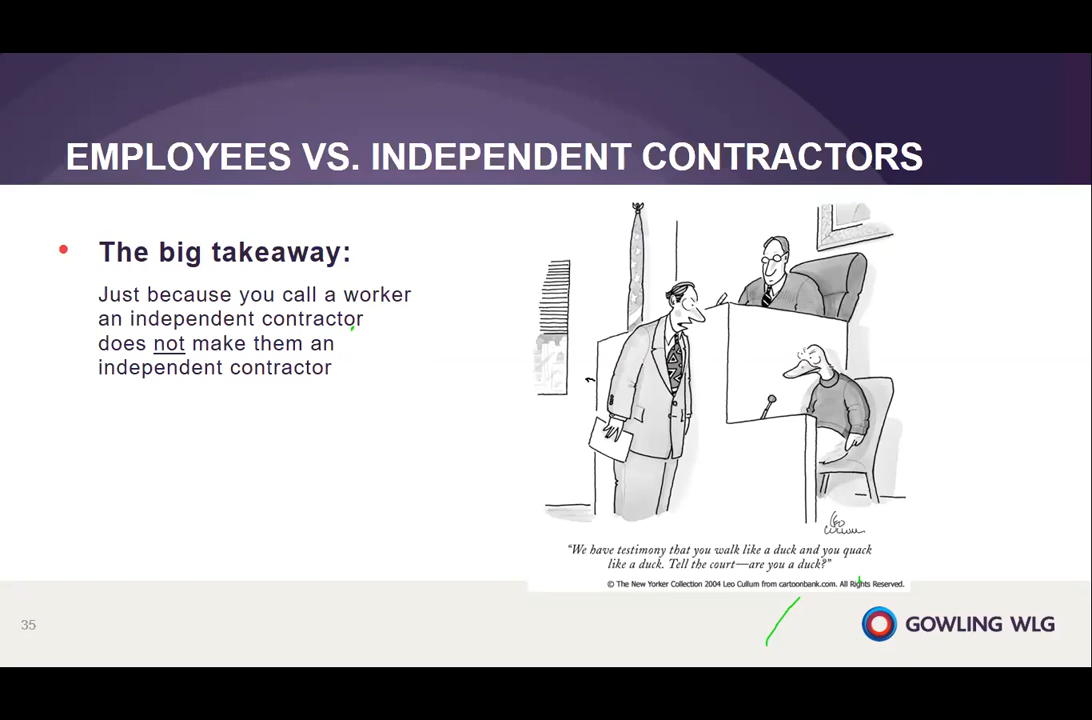 EMPLOYEES VS. INDEPENDENT CONTRACTORS
• The big takeaway:
Just because you call a worker
an independent contractor
does not make them an
independent contractor
LEO
CULLUM
"We have testimony that you walk like a duck and you quack
like a duck. Tell the court—are you a duck?"
© The New Yorker Collection 2004 Leo Cullum from cartoonbank.com. All Rights Reserved.
35
GOWLING WLG